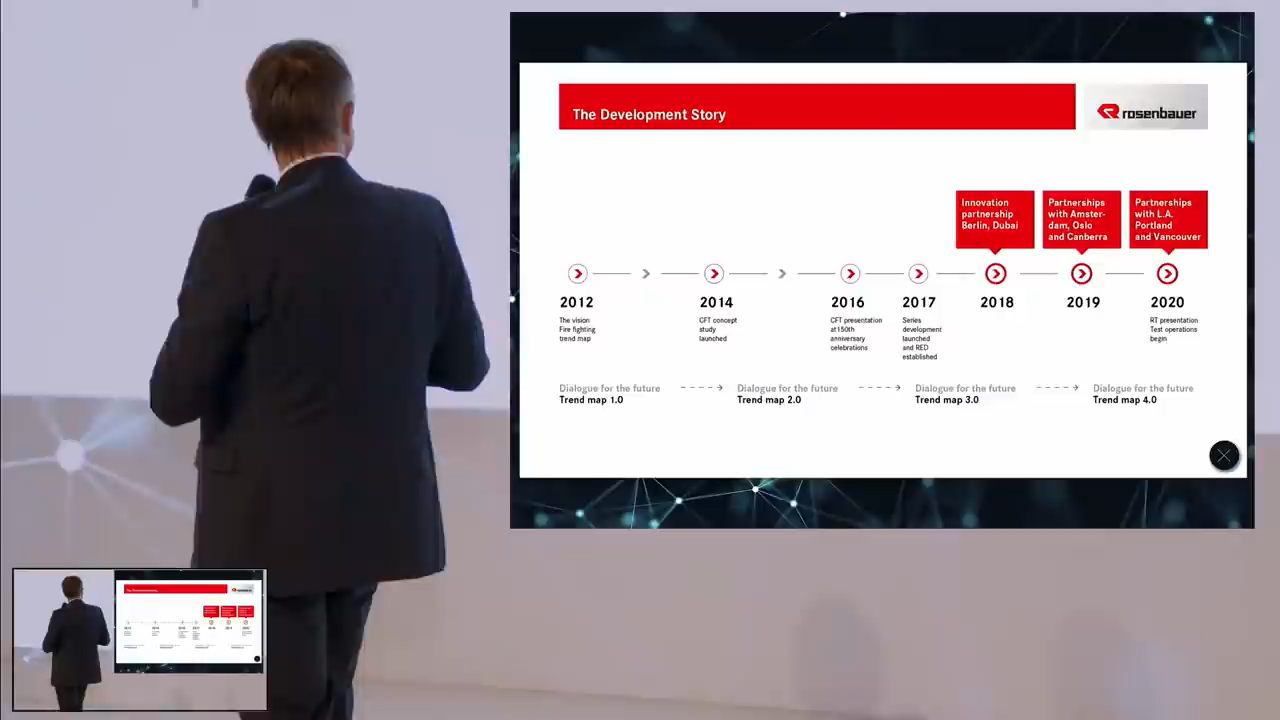 The Development Story
rosenbauer
Innovation
partnership
Berlin, Dubai
Partnerships
with Amster-
dam, Oslo
and Canberra
Partnerships
with L.A.
Portland
and Vancouver
2012
The vision
Fire fighting
trend map
2014
CFT concept
study
launched
2016
CFT presentation
at150th
anniversary
celebrations
2017
Series
development
launched
and RED
established
2018
2019
2020
RT presentation
Test operations
begin
Dialogue for the future
Trend map 1.0
Dialogue for the future
Trend map 2.0
Dialogue for the future
Trend map 3.0
Dialogue for the future
Trend map 4.0